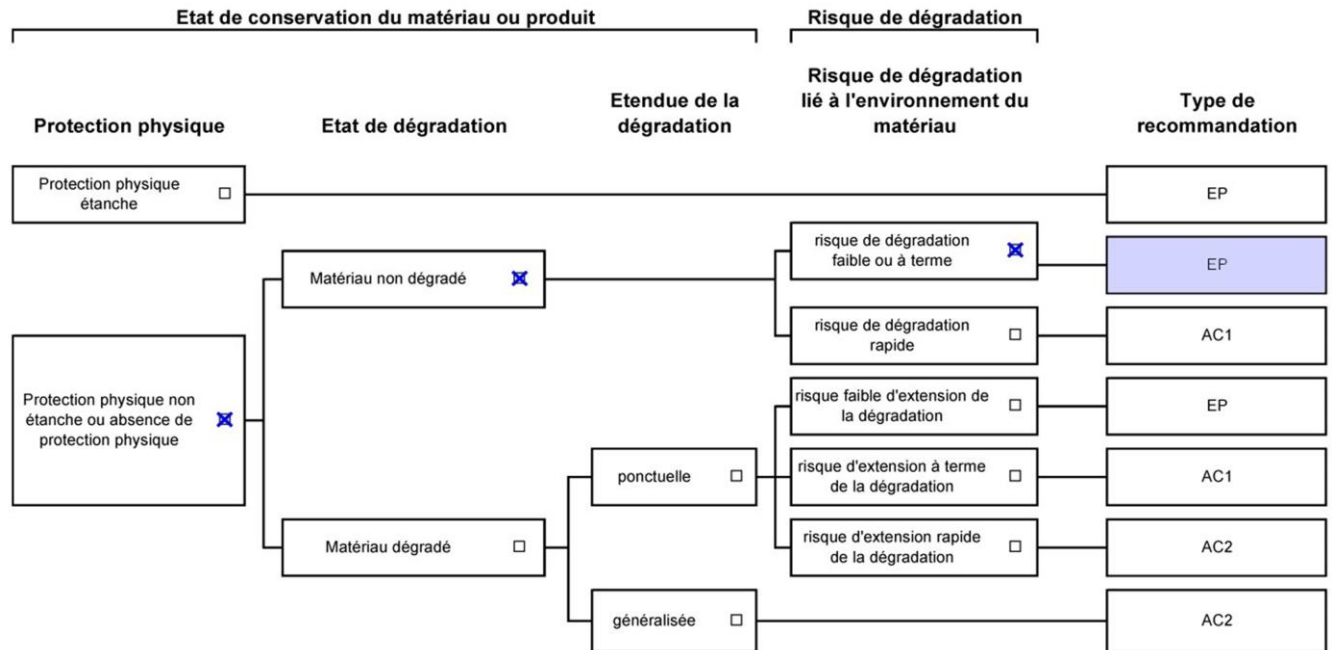 Etat de conservation du matériau ou produit
Risque de dégradation
Protection physique
Etat de dégradation
Etendue de la
dégradation
Risque de dégradation
lié à l'environnement du
matériau
Type de
recommandation
Protection physique
étanche
EP
risque de dégradation
faible ou à terme
EP
Matériau non dégradé
risque de dégradation
rapide
AC1
Protection physique non
étanche ou absence de
protection physique
risque faible d'extension de
la dégradation
EP
ponctuelle
risque d'extension à terme
de la dégradation
AC1
Matériau dégradé
risque d'extension rapide
de la dégradation
AC2
généralisée
AC2